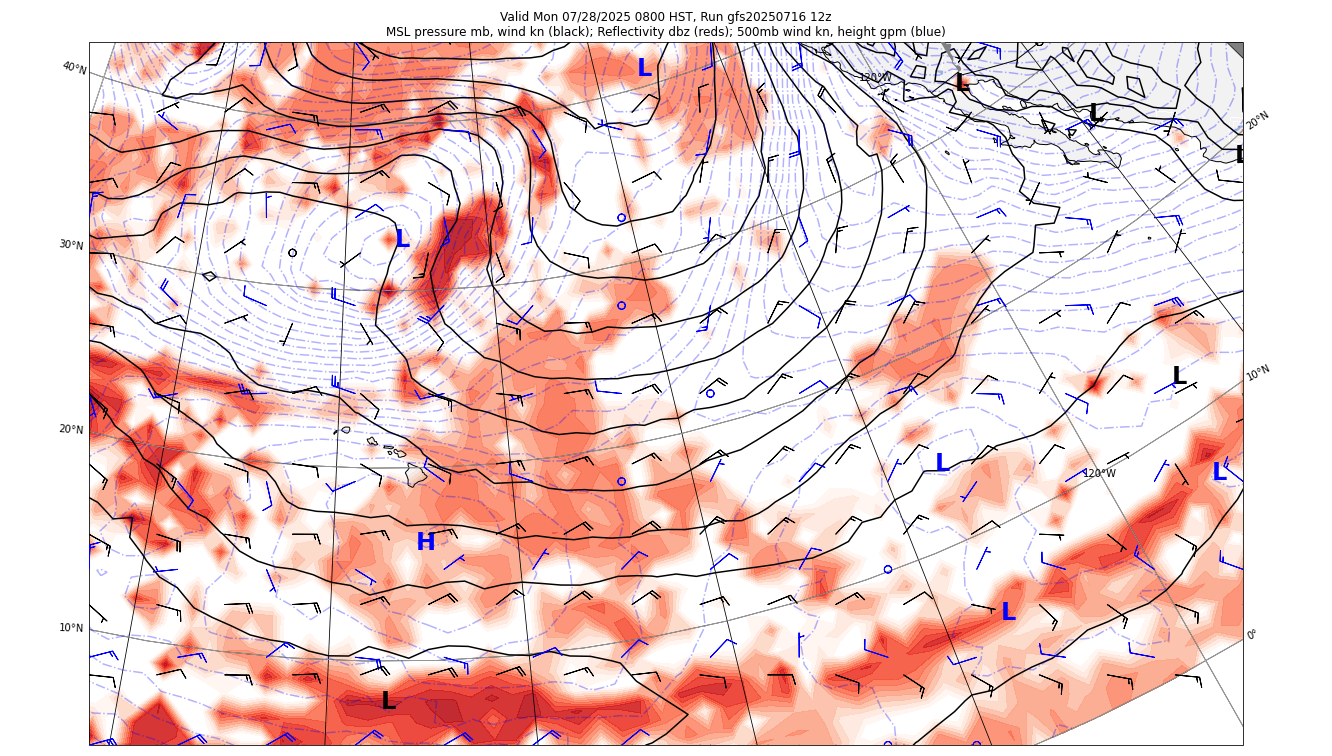 Valid Mon 07/28/2025 0800 HST, Run gfs20250716 12z
MSL pressure mb, wind kn (black); Reflectivity dbz (reds); 500mb wind kn, height gpm (blue)
40°N
L
120°W
L
L
20°N
L
30°N
L
10°N
L
20°N
L
120°W
L
H
10°N
L
0°
L